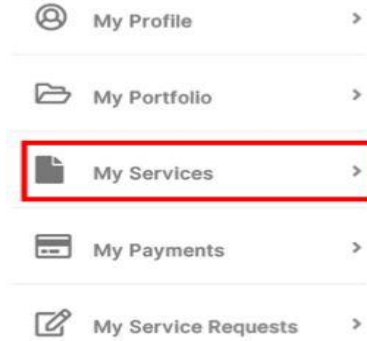 My Profile
My Portfolio
My Services
My Payments
My Service Requests